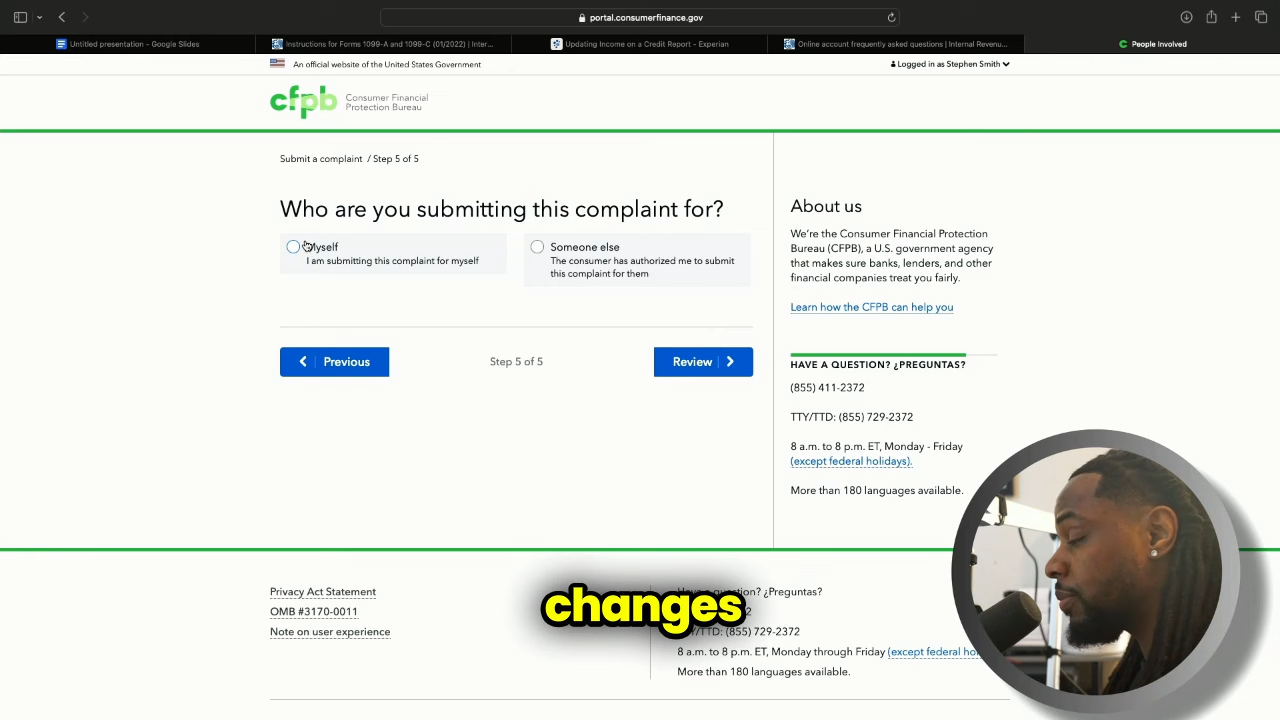 portal.consumerfinance.gov
Untitled presentation - Google Slides
Instructions for Forms 1099-A and 1099-C (01/2022) | Inter...
Updating Income on a Credit Report - Experian
Online account frequently asked questions | Internal Revenu...
People Involved
An official website of the United States Government
Logged in as Stephen Smith
cfpb
Consumer Financial
Protection Bureau
Submit a complaint / Step 5 of 5
Who are you submitting this complaint for?
Myself
I am submitting this complaint for myself
Someone else
The consumer has authorized me to submit
this complaint for them
Previous
Step 5 of 5
Review
About us
We're the Consumer Financial Protection
Bureau (CFPB), a U.S. government agency
that makes sure banks, lenders, and other
financial companies treat you fairly.
Learn how the CFPB can help you
HAVE A QUESTION? ¿PREGUNTAS?
(855) 411-2372
TTY/TTD: (855) 729-2372
8 a.m. to 8 p.m. ET, Monday - Friday
(except federal holidays).
More than 180 languages available.
Privacy Act Statement
OMB #3170-0011
Note on user experience
changes
Have a question? ¿Preguntas?
TTY/TTD: (855) 729-2372
8 a.m. to 8 p.m. ET, Monday through Friday (except federal
More than 180 languages available.